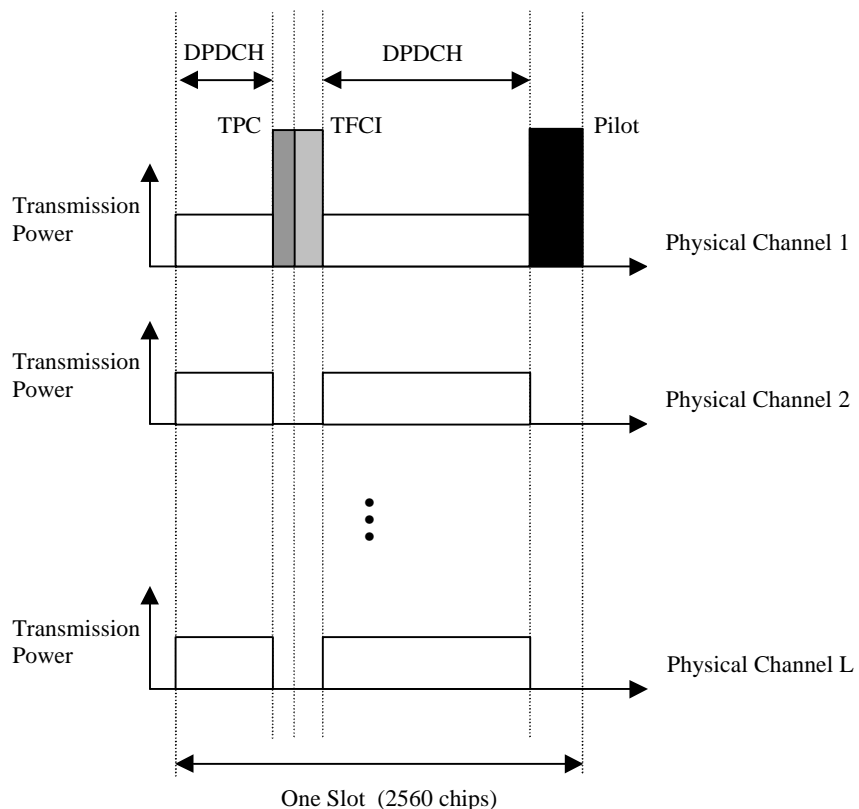 DPDCH
DPDCH
TPC
TFCI
Pilot
Transmission
Power
Physical Channel 1
Transmission
Power
Physical Channel 2
Transmission
Power
Physical Channel L
One Slot (2560 chips)